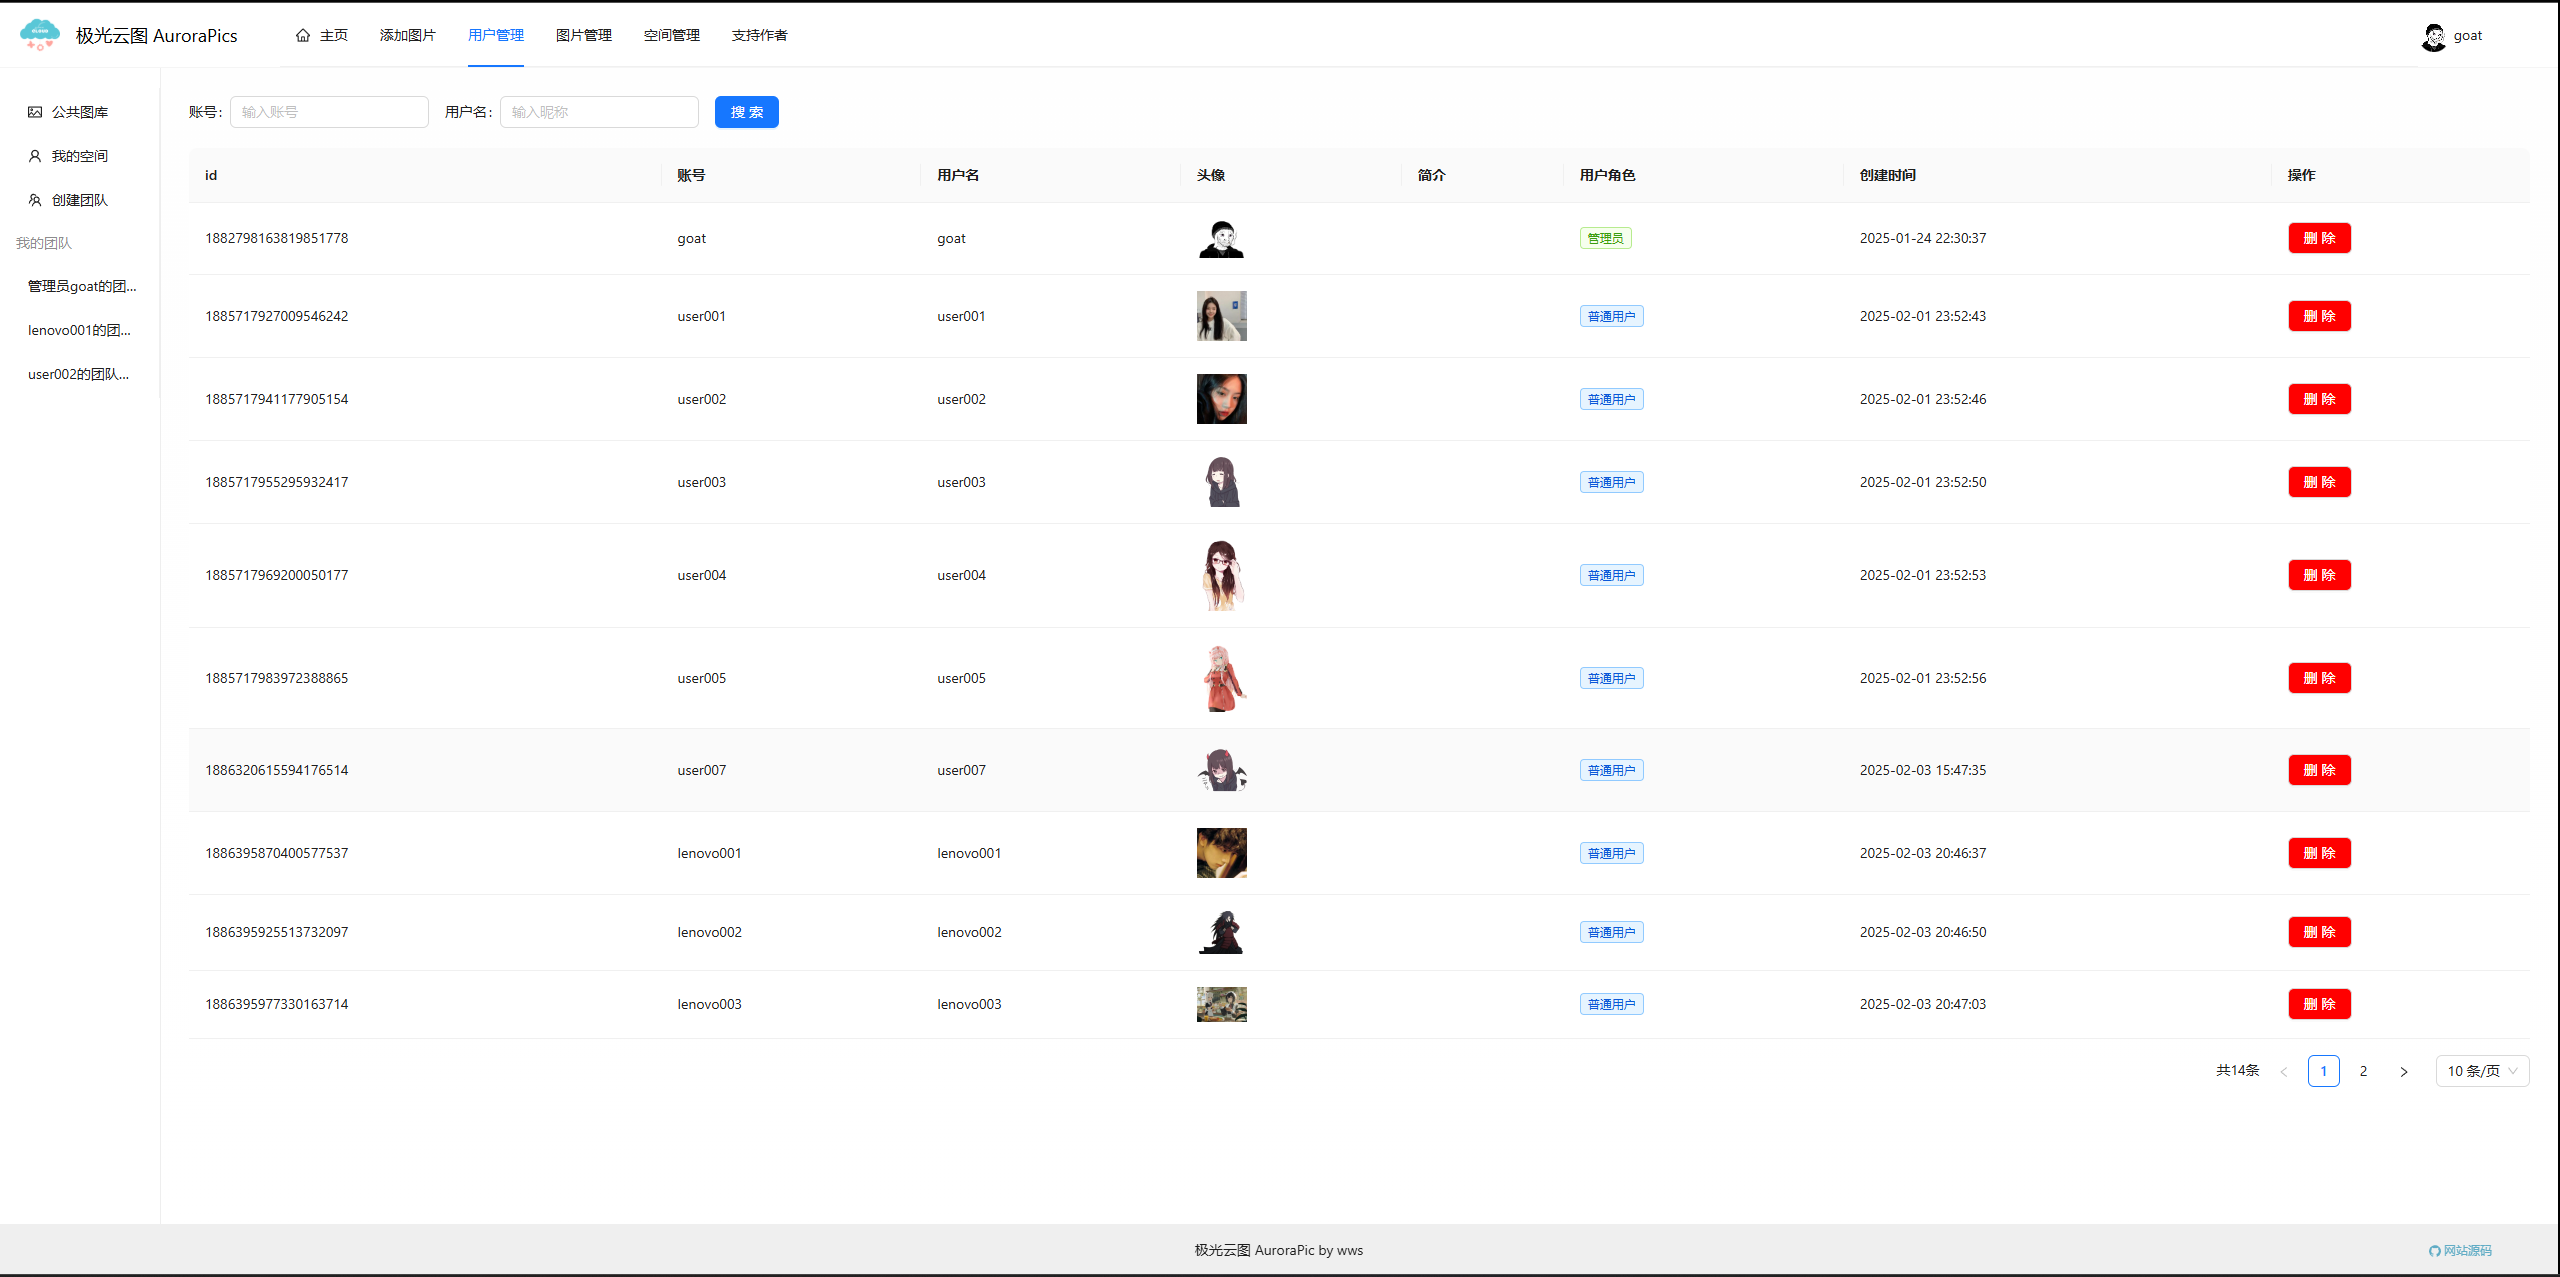 极光云图 AuroraPics 主页 添加图片 用户管理 图片管理 空间管理 支持作者 goat
公共图库
我的空间
创建团队
我的团队
管理员goat的团...
lenovo001的团...
user002的团队...
账号: 输入账号 用户名: 输入昵称 搜 索
id 账号 用户名 头像 简介 用户角色 创建时间 操作
1882798163819851778 goat goat 管理员 2025-01-24 22:30:37 删 除
1885717927009546242 user001 user001 普通用户 2025-02-01 23:52:43 删 除
1885717941177905154 user002 user002 普通用户 2025-02-01 23:52:46 删 除
1885717955295932417 user003 user003 普通用户 2025-02-01 23:52:50 删 除
1885717969200050177 user004 user004 普通用户 2025-02-01 23:52:53 删 除
1885717983972388865 user005 user005 普通用户 2025-02-01 23:52:56 删 除
1886320615594176514 user007 user007 普通用户 2025-02-03 15:47:35 删 除
1886395870400577537 lenovo001 lenovo001 普通用户 2025-02-03 20:46:37 删 除
1886395925513732097 lenovo002 lenovo002 普通用户 2025-02-03 20:46:50 删 除
1886395977330163714 lenovo003 lenovo003 普通用户 2025-02-03 20:47:03 删 除
共14条 < 1 2 > 10 条/页
极光云图 AuroraPic by wws
网站源码